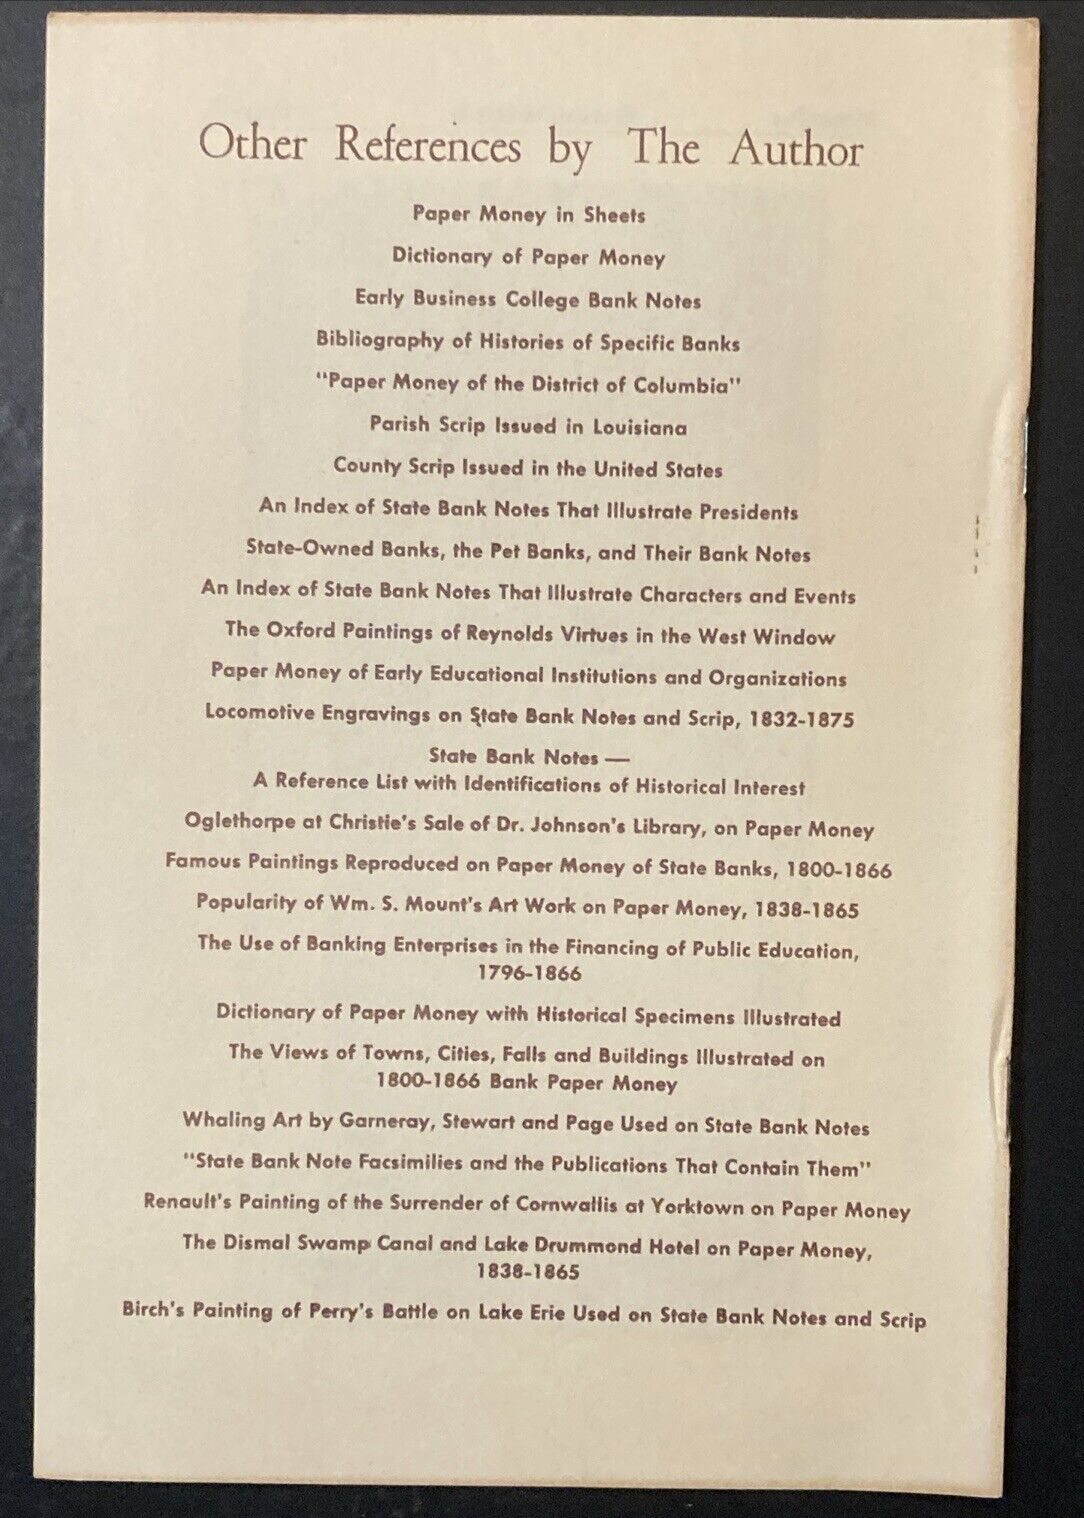 Other References by The Author
Paper Money in Sheets
Dictionary of Paper Money
Early Business College Bank Notes
Bibliography of Histories of Specific Banks
"Paper Money of the District of Columbia"
Parish Scrip Issued in Louisiana
County Scrip Issued in the United States
An Index of State Bank Notes That Illustrate Presidents
State-Owned Banks, the Pet Banks, and Their Bank Notes
An Index of State Bank Notes That Illustrate Characters and Events
The Oxford Paintings of Reynolds Virtues in the West Window
Paper Money of Early Educational Institutions and Organizations
Locomotive Engravings on State Bank Notes and Scrip, 1832-1875
State Bank Notes —
A Reference List with Identifications of Historical Interest
Oglethorpe at Christie's Sale of Dr. Johnson's Library, on Paper Money
Famous Paintings Reproduced on Paper Money of State Banks, 1800-1866
Popularity of Wm. S. Mount's Art Work on Paper Money, 1838-1865
The Use of Banking Enterprises in the Financing of Public Education,
1796-1866
Dictionary of Paper Money with Historical Specimens Illustrated
The Views of Towns, Cities, Falls and Buildings Illustrated on
1800-1866 Bank Paper Money
Whaling Art by Garneray, Stewart and Page Used on State Bank Notes
"State Bank Note Facsimilies and the Publications That Contain Them"
Renault's Painting of the Surrender of Cornwallis at Yorktown on Paper Money
The Dismal Swamp Canal and Lake Drummond Hotel on Paper Money,
1838-1865
Birch's Painting of Perry's Battle on Lake Erie Used on State Bank Notes and Scrip